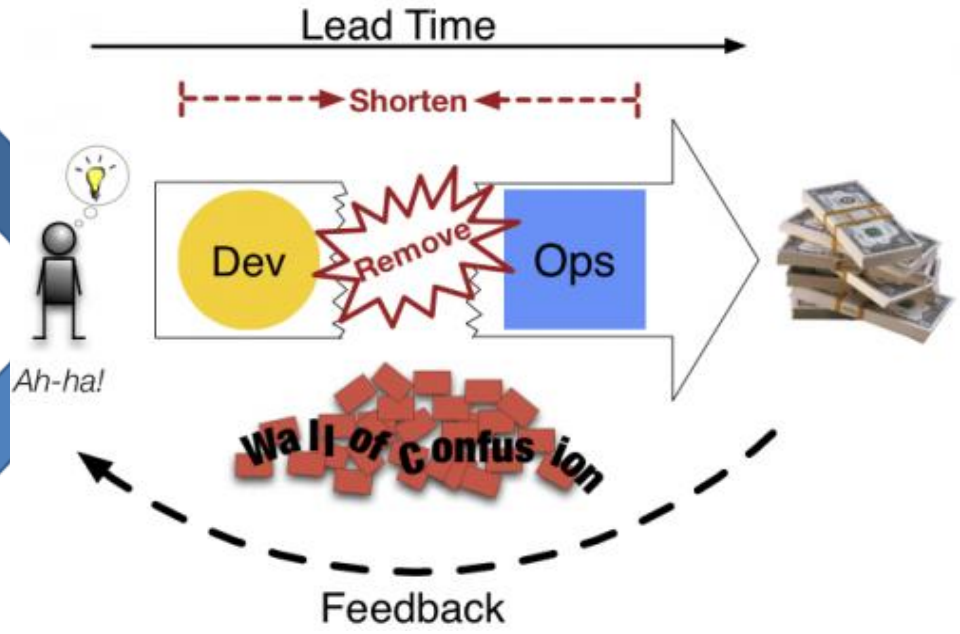 Lead Time
Shorten
Dev
Remove
Ops
Ah-ha!
Wall of Confusion
Feedback